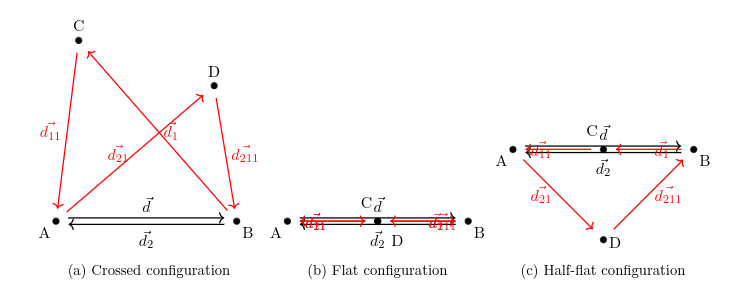 C
D
$\vec{d_{11}}$ $\vec{d_1}$
$\vec{d_{21}}$ $\vec{d_{211}}$
$\vec{d}$
A B
$\vec{d_2}$
(a) Crossed configuration
C $\vec{d}$
$\vec{d_{21}}$ $\vec{d_{211}}$
A B
$\vec{d_2}$ D
(b) Flat configuration
C $\vec{d}$
$\vec{d_{11}}$ $\vec{d_1}$
A B
$\vec{d_2}$
$\vec{d_{21}}$ $\vec{d_{211}}$
D
(c) Half-flat configuration